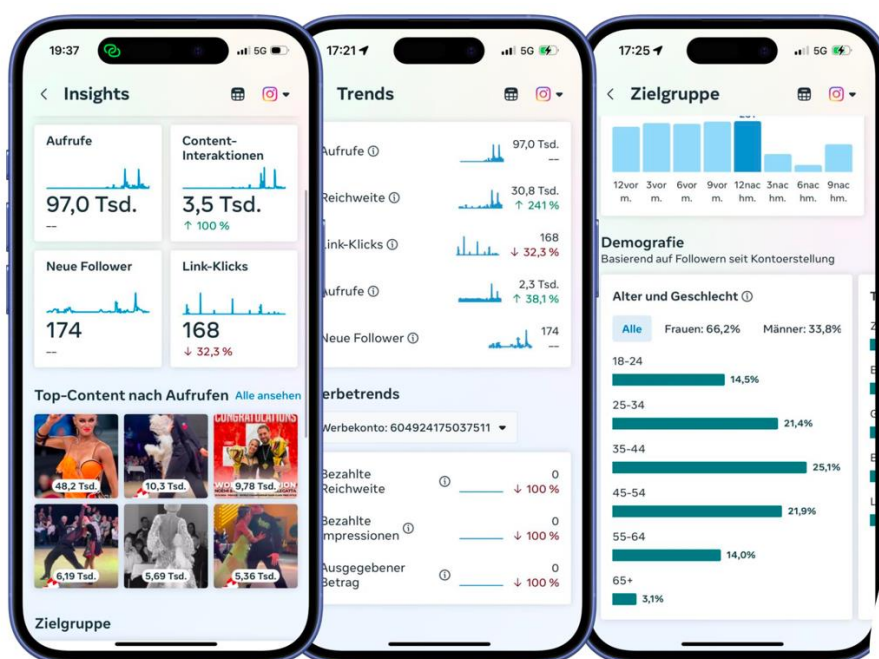 19:37
5G
Insights
Aufrufe
97,0 Tsd.
--
Content-
Interaktionen
3,5 Tsd.
↑ 100 %
Neue Follower
174
--
Link-Klicks
168
↓ 32,3 %
Top-Content nach Aufrufen Alle ansehen
48,2 Tsd.
10,3 Tsd.
CONGRATULATIONS
9,78 Tsd.
6,19 Tsd.
5,69 Tsd.
5,36 Tsd.
Zielgruppe
17:21
5G
Trends
Aufrufe
97,0 Tsd.
--
Reichweite
30,8 Tsd.
↑ 241 %
Link-Klicks
168
↓ 32,3 %
Aufrufe
2,3 Tsd.
↑ 38,1 %
Neue Follower
174
--
erbetrends
Werbekonto: 604924175037511
Bezahlte
Reichweite
0
↓ 100 %
Bezahlte
mpressionen
0
↓ 100 %
Ausgegebener
Betrag
0
↓ 100 %
17:25
5G
Zielgruppe
12vor
m.
3vor
m.
6vor
m.
9vor
m.
12nac
hm.
3nac
hm.
6nac
hm.
9nac
hm.
Demografie
Basierend auf Followern seit Kontoerstellung
Alter und Geschlecht
Alle Frauen: 66,2% Männer: 33,8%
18-24
14,5%
25-34
21,4%
35-44
25,1%
45-54
21,9%
55-64
14,0%
65+
3,1%